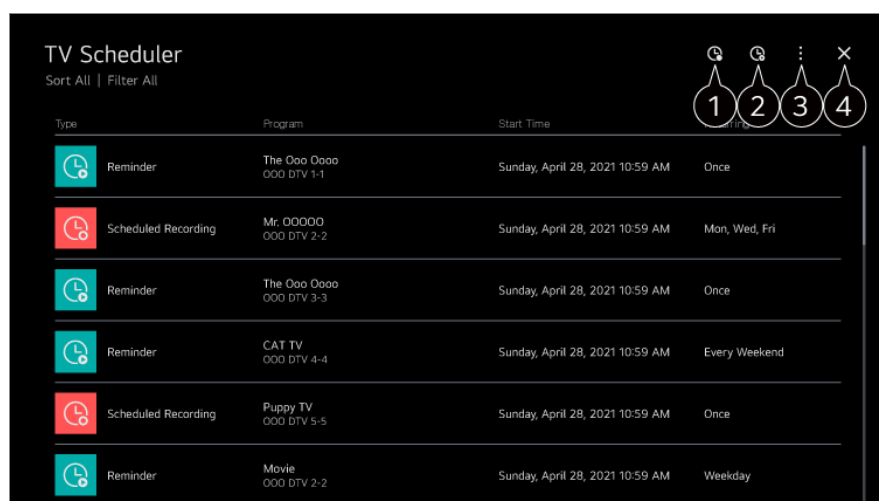 TV Scheduler
Sort All | Filter All
1 2 3 4
Type Program Start Time
Reminder
The Ooo Oooo
OOO DTV 1-1
Sunday, April 28, 2021 10:59 AM
Once
Scheduled Recording
Mr. OOOOO
OOO DTV 2-2
Sunday, April 28, 2021 10:59 AM
Mon, Wed, Fri
Reminder
The Ooo Oooo
OOO DTV 3-3
Sunday, April 28, 2021 10:59 AM
Once
Reminder
CAT TV
OOO DTV 4-4
Sunday, April 28, 2021 10:59 AM
Every Weekend
Scheduled Recording
Puppy TV
OOO DTV 5-5
Sunday, April 28, 2021 10:59 AM
Once
Reminder
Movie
OOO DTV 2-2
Sunday, April 28, 2021 10:59 AM
Weekday